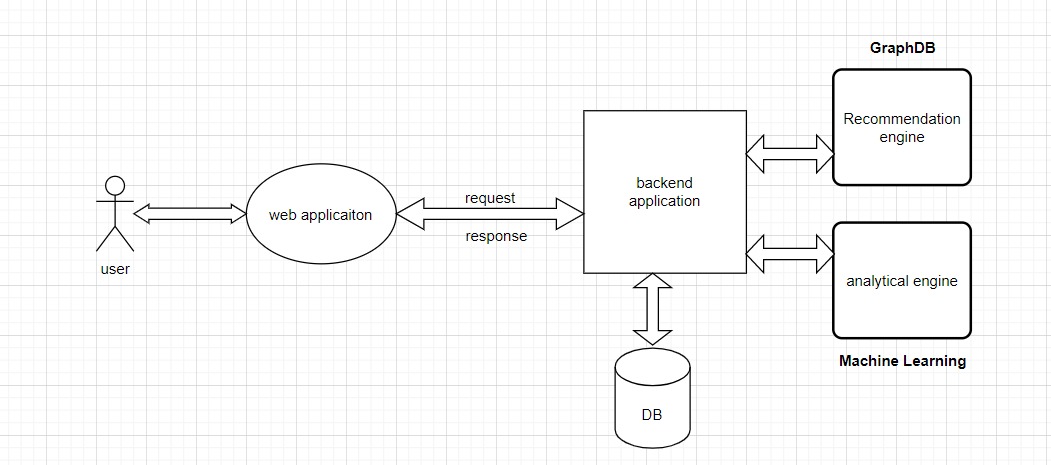 GraphDB
Recommendation
engine
backend
application
request
web applicaiton
response
user
analytical engine
Machine Learning
DB